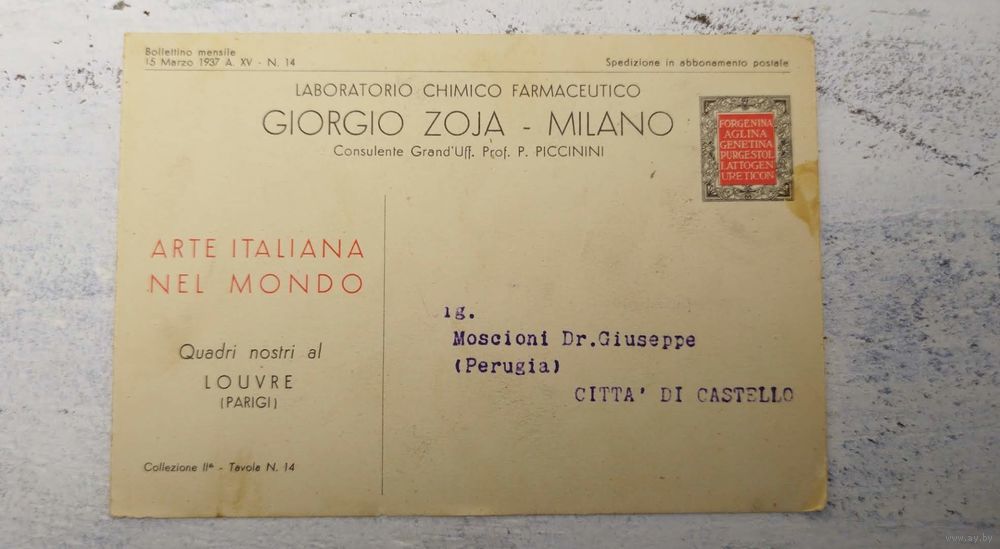 Bollettino mensile
15 Marzo 1937 A. XV - N. 14
Spedizione in abbonamento postale
LABORATORIO CHIMICO FARMACEUTICO
GIORGIO ZOJA - MILANO
Consulente Grand'Uff. Prof. P. PICCININI
FORGENINA
AGLINA
GENETINA
PURGESTOL
LATTOGEN
URETICON
ARTE ITALIANA
NEL MONDO
Quadri nostri al
LOUVRE
(PARIGI)
Collezione IIª - Tavola N. 14
ig.
Moscioni Dr.Giuseppe
(Perugia)
CITTA' DI CASTELLO
www.ay.by